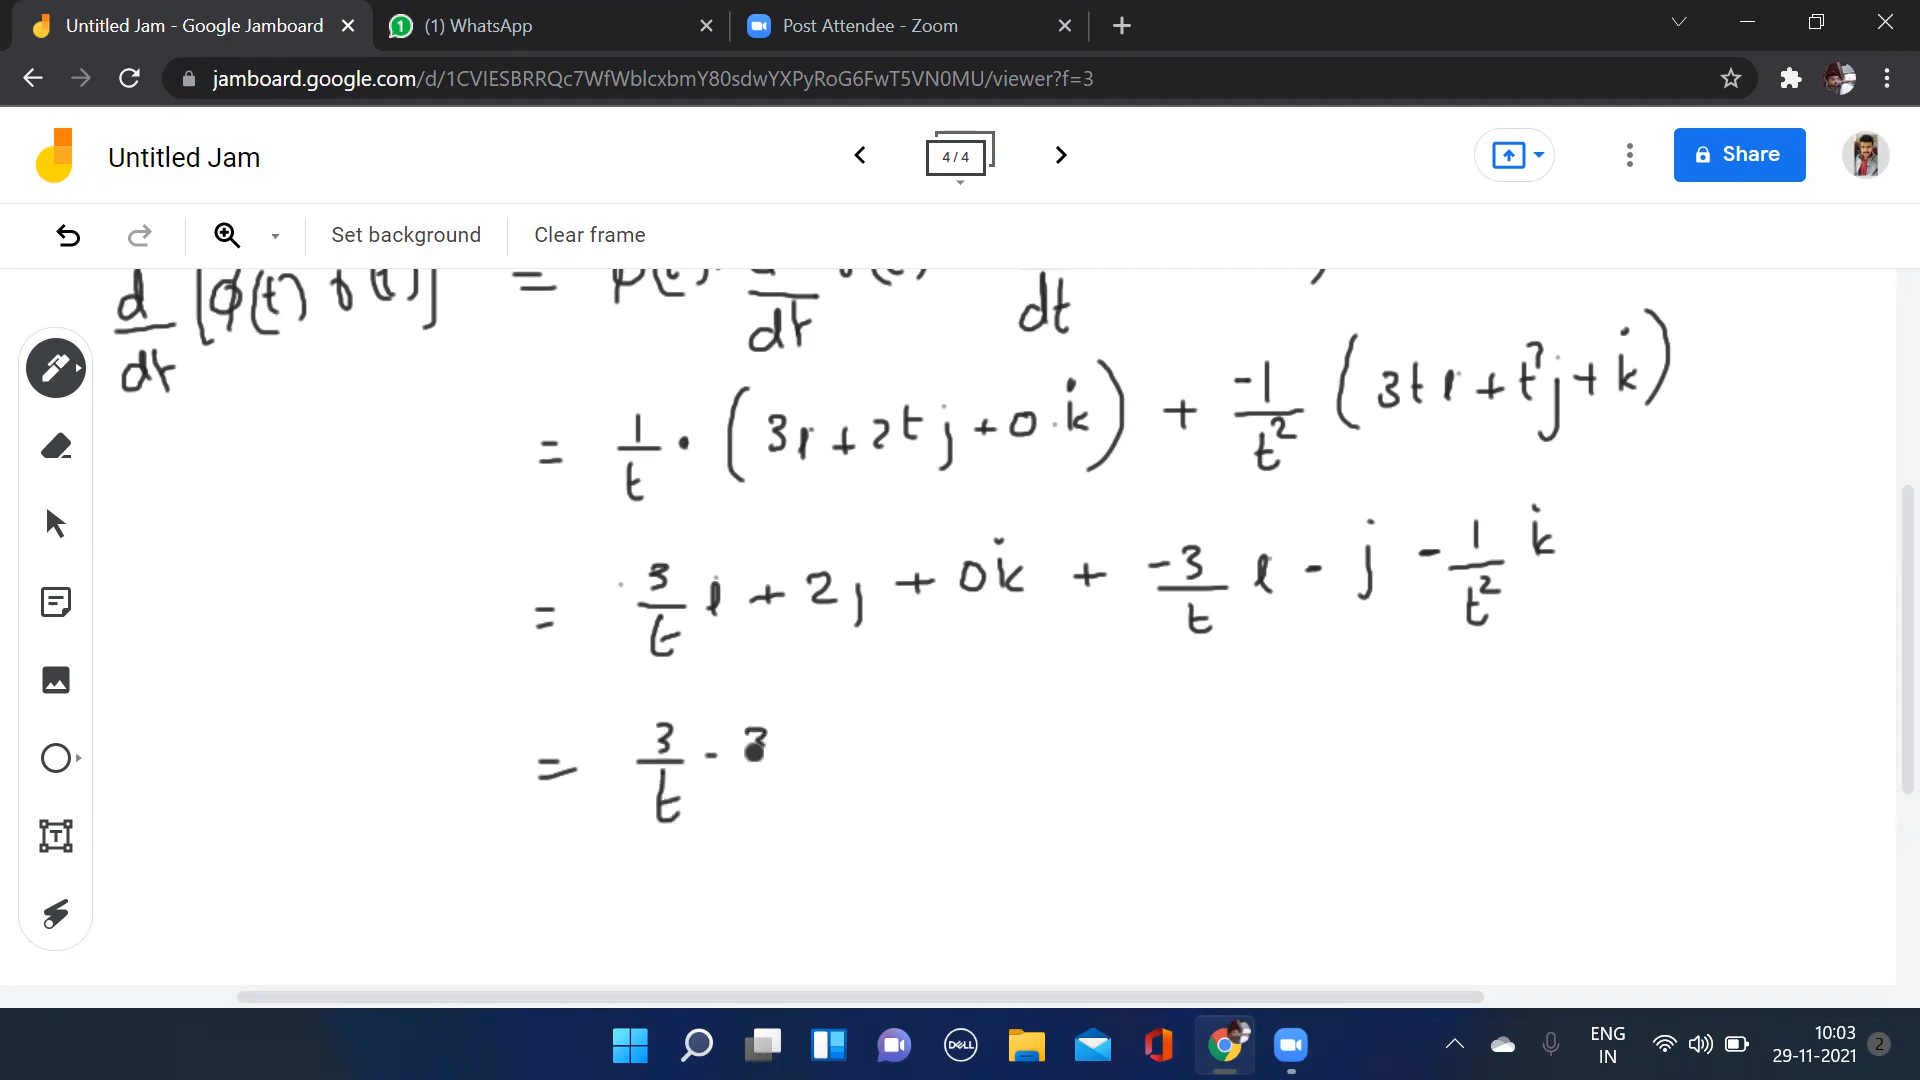 Untitled Jam - Google Jamboard
(1) WhatsApp
Post Attendee - Zoom
jamboard.google.com/d/1CVIESBRRQc7WfWblcxbmY80sdwYXPyRoG6FwT5VN0MU/viewer?f=3
Untitled Jam
4 / 4
Share
Set background
Clear frame
d/dt [φ(t) f(t)] =
dt dt
= 1/t · (3i + 2t j + 0.k) + -1/t² (3t i + t² j + k)
= 3/t i + 2j + 0k + -3/t i - j - 1/t² k
= 3/t - 3
T
DELL
ENG
IN
10:03
29-11-2021
2